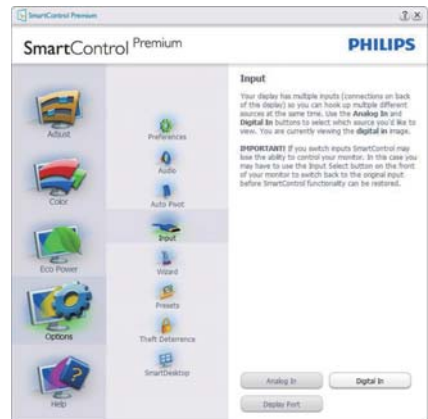 SmartControl Premium
SmartControl Premium
PHILIPS
Adjust
Color
Eco Power
Options
Help
Preferences
Audio
Auto Pivot
Input
Wizard
Presets
Theft Deterrence
SmartDesktop
Input
Your display has multiple inputs (connections on back
of the display) so you can hook up multiple different
sources at the same time. Use the Analog In and
Digital In buttons to select which source you'd like to
view. You are currently viewing the digital in image.
IMPORTANT! If you switch inputs SmartControl may
lose the ability to control your monitor. In this case you
may have to use the Input Select button on the front
of your monitor to switch back to the original input
before SmartControl functionality can be restored.
Analog In
Digital In
Display Port